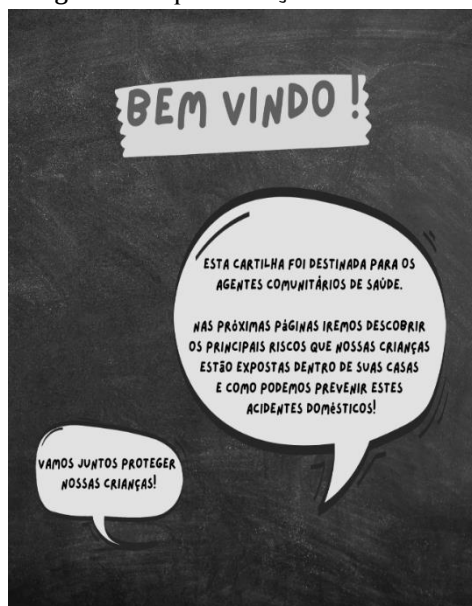 BEM VINDO !
ESTA CARTILHA FOI DESTINADA PARA OS
AGENTES COMUNITÁRIOS DE SAÚDE.
NAS PRÓXIMAS PÁGINAS IREMOS DESCOBRIR
OS PRINCIPAIS RISCOS QUE NOSSAS CRIANÇAS
ESTÃO EXPOSTAS DENTRO DE SUAS CASAS
E COMO PODEMOS PREVENIR ESTES
ACIDENTES DOMÉSTICOS!
VAMOS JUNTOS PROTEGER
NOSSAS CRIANÇAS!